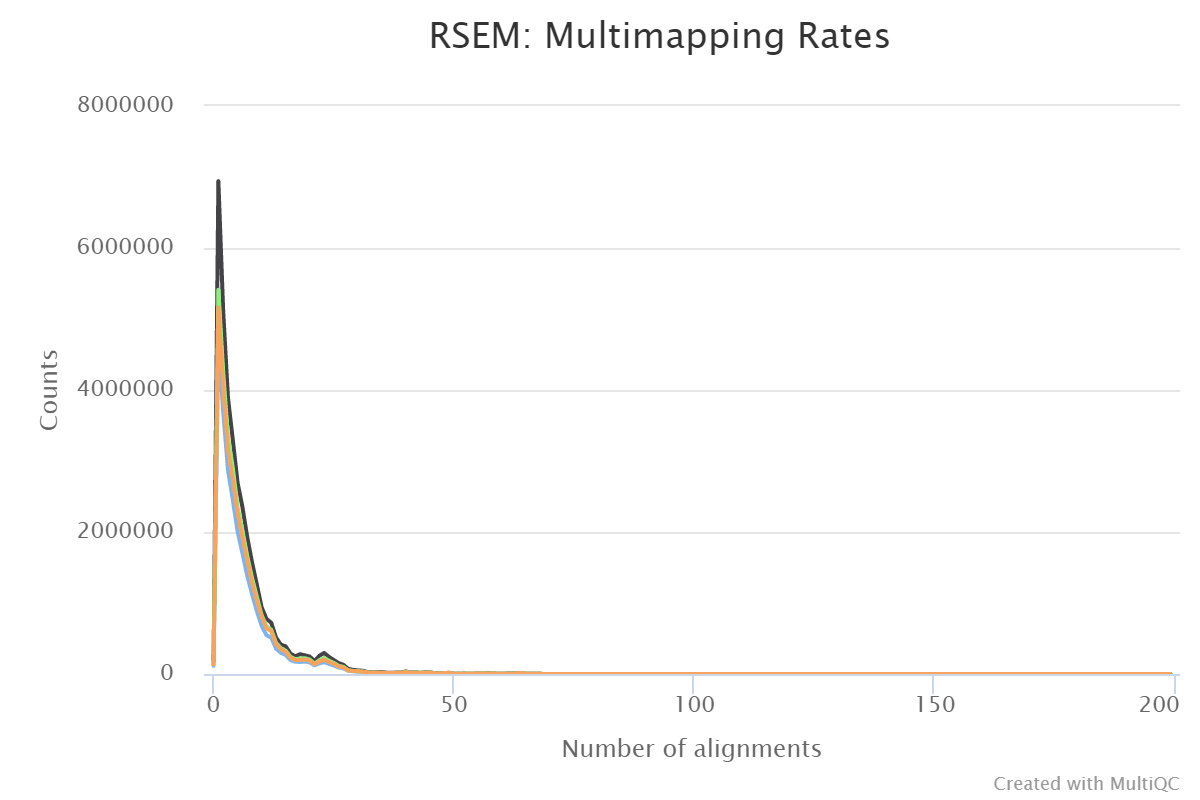 RSEM: Multimapping Rates
8000000
6000000
4000000
2000000
0
Counts
0 50 100 150 200
Number of alignments
Created with MultiQC